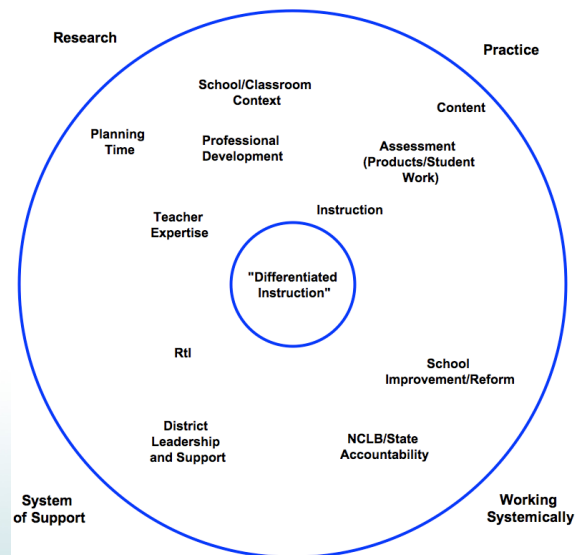 Research
Practice
School/Classroom
Context
Content
Planning
Time
Professional
Development
Assessment
(Products/Student
Work)
Teacher
Expertise
Instruction
"Differentiated
Instruction"
RtI
School
Improvement/Reform
District
Leadership
and Support
NCLB/State
Accountability
System
of Support
Working
Systemically